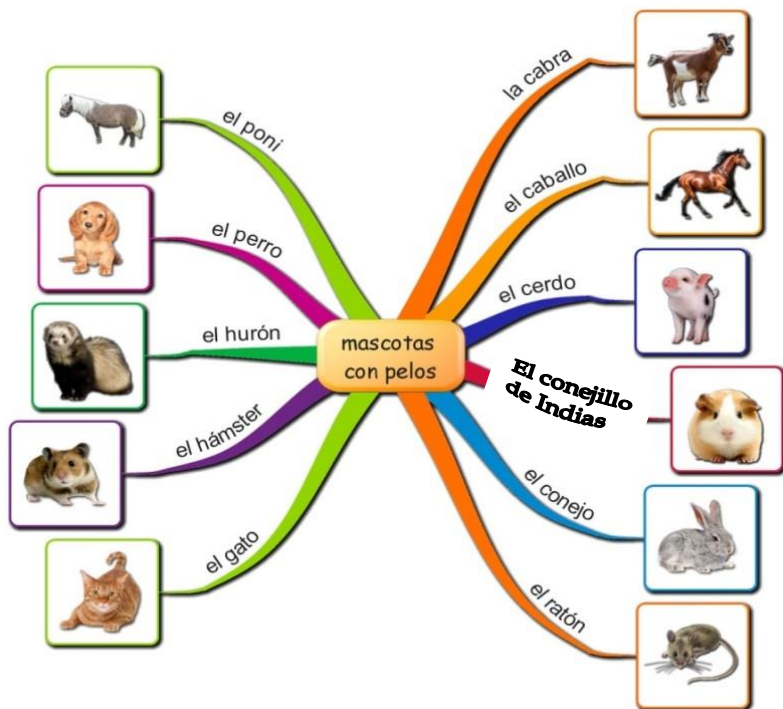 la cabra
el poni
el caballo
el perro
el cerdo
el hurón
mascotas
con pelos
El conejillo
de Indias
el hámster
el conejo
el gato
el ratón